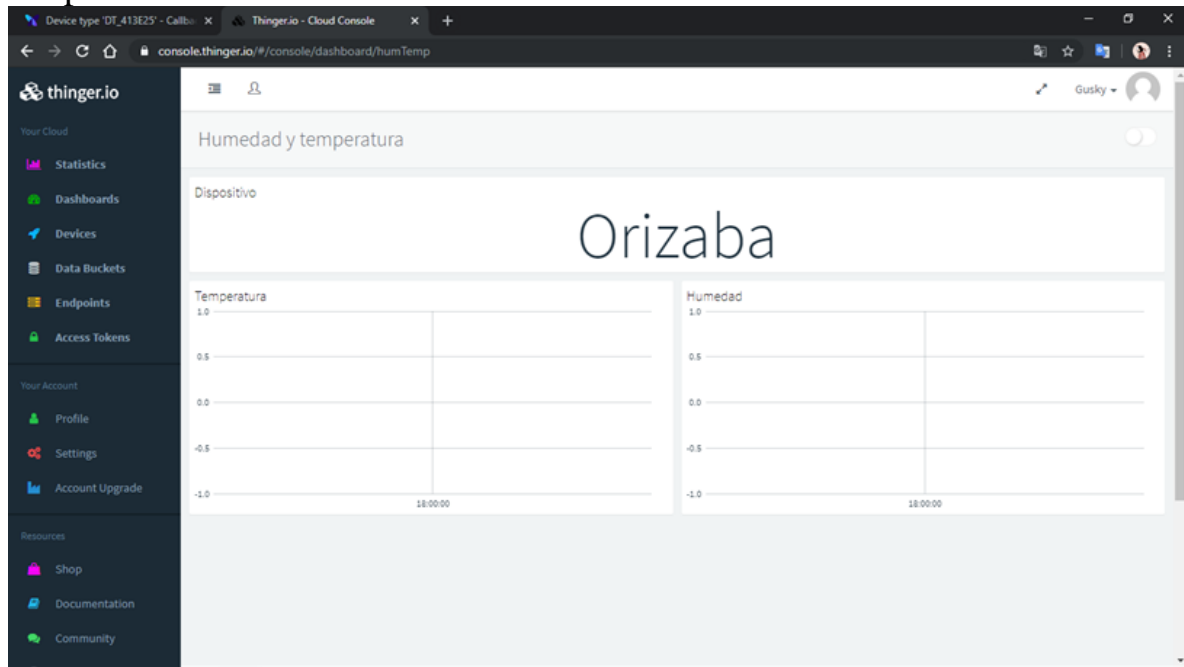 Device type 'DT_413E25' - Callba
Thinger.io - Cloud Console
console.thinger.io/#/console/dashboard/humTemp
thinger.io
Gusky
Your Cloud
Statistics
Dashboards
Devices
Data Buckets
Endpoints
Access Tokens
Your Account
Profile
Settings
Account Upgrade
Resources
Shop
Documentation
Community
Humedad y temperatura
Dispositivo
Orizaba
Temperatura
1.0
0.5
0.0
-0.5
-1.0
18:00:00
Humedad
1.0
0.5
0.0
-0.5
-1.0
18:00:00